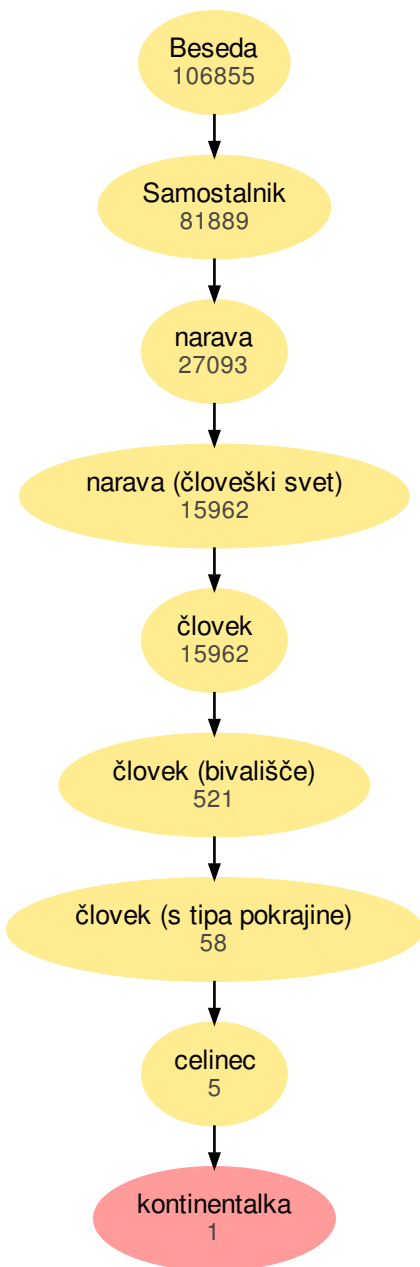 Beseda
106855
Samostalnik
81889
narava
27093
narava (človeški svet)
15962
človek
15962
človek (bivališče)
521
človek (s tipa pokrajine)
58
celinec
5
kontinentalka
1